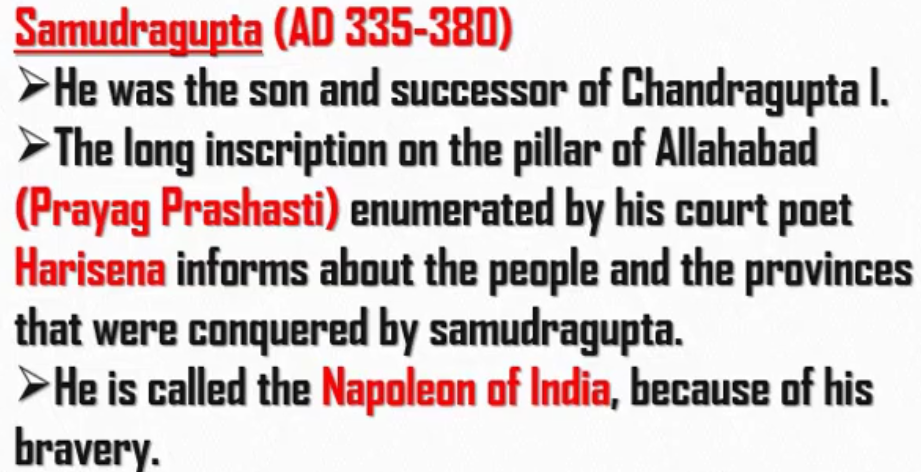 Samudragupta (AD 335-380)
➢He was the son and successor of Chandragupta I.
➢The long inscription on the pillar of Allahabad
(Prayag Prashasti) enumerated by his court poet
Harisena informs about the people and the provinces
that were conquered by samudragupta.
➢He is called the Napoleon of India, because of his
bravery.